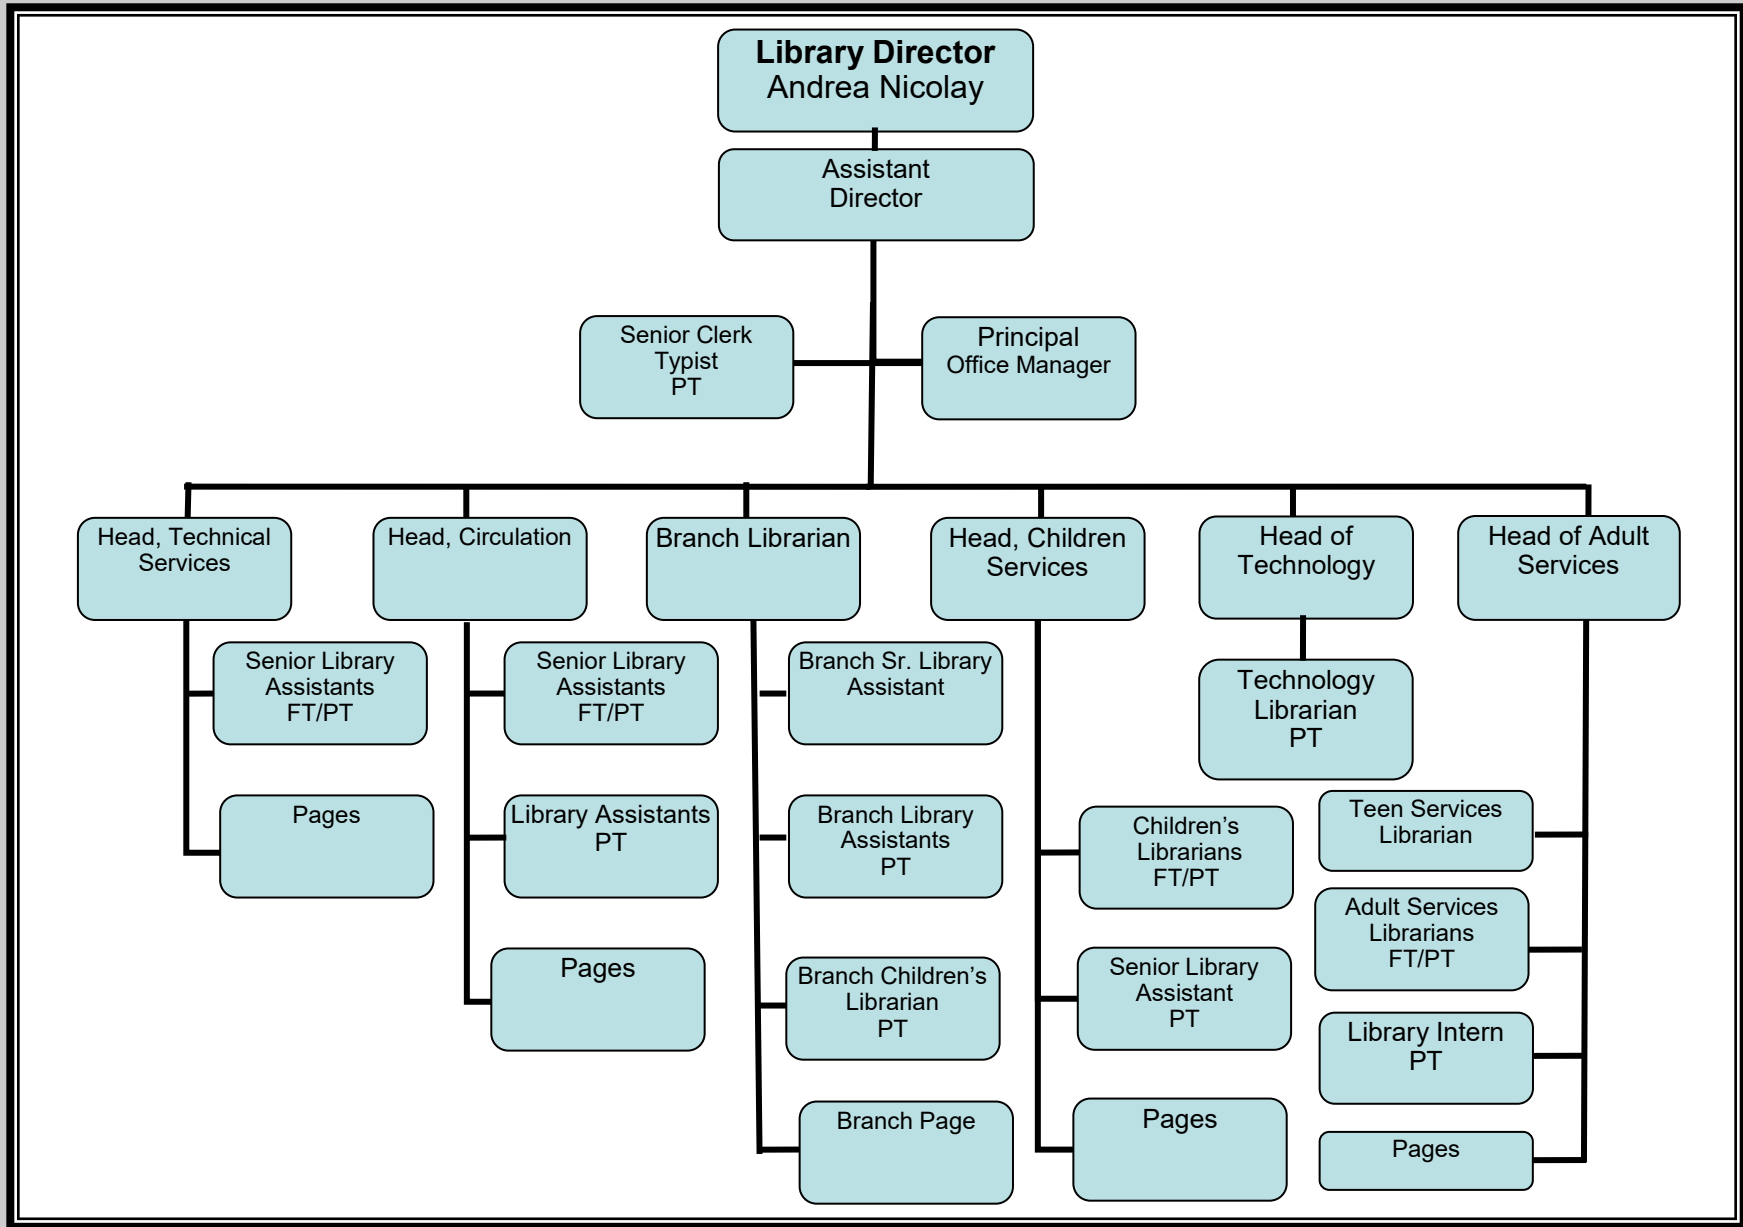 Library Director
Andrea Nicolay
Assistant
Director
Senior Clerk
Typist
PT
Principal
Office Manager
Head, Technical
Services
Head, Circulation
Branch Librarian
Head, Children
Services
Head of
Technology
Head of Adult
Services
Senior Library
Assistants
FT/PT
Senior Library
Assistants
FT/PT
Branch Sr. Library
Assistant
Technology
Librarian
PT
Pages
Library Assistants
PT
Branch Library
Assistants
PT
Children’s
Librarians
FT/PT
Teen Services
Librarian
Adult Services
Librarians
FT/PT
Pages
Branch Children’s
Librarian
PT
Senior Library
Assistant
PT
Library Intern
PT
Branch Page
Pages
Pages